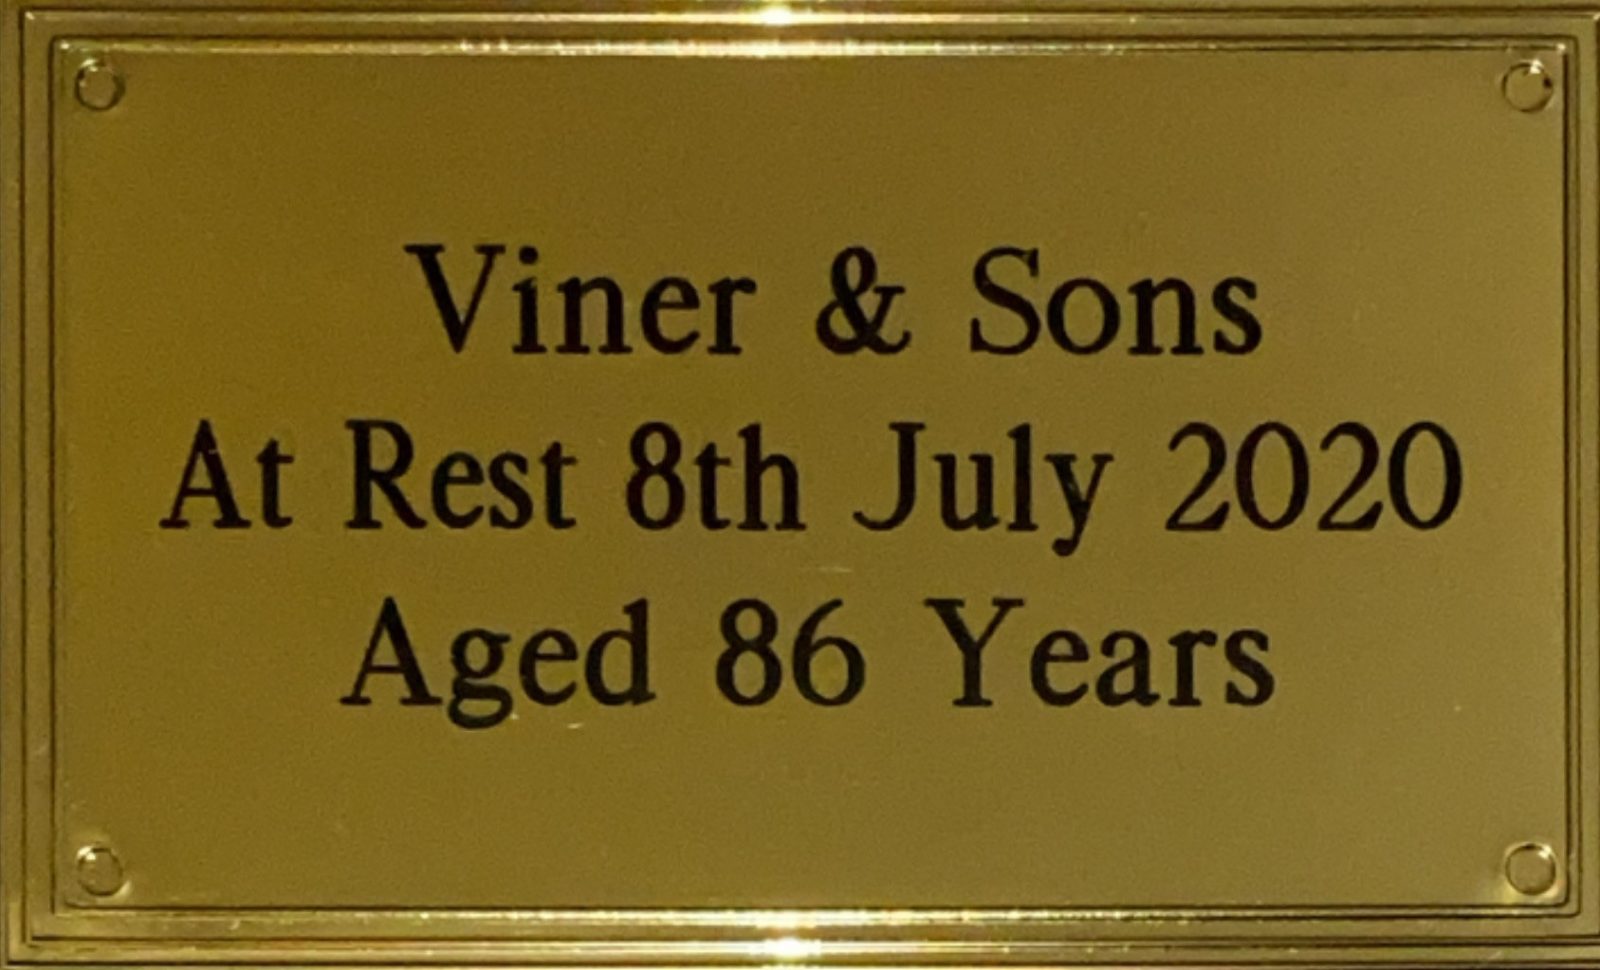 Viner & Sons
At Rest 8th July 2020
Aged 86 Years